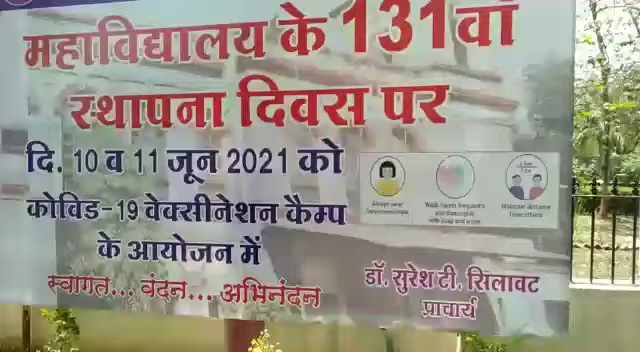 महाविद्यालय के 131वां
स्थापना दिवस पर
दि. 10 व 11 जून 2021 को
कोविड-19 वेक्सीनेशन कैम्प
के आयोजन में
स्वागत... वंदन... अभिनंदन
डॉ. सुरेश टी. सिलावट
प्राचार्य